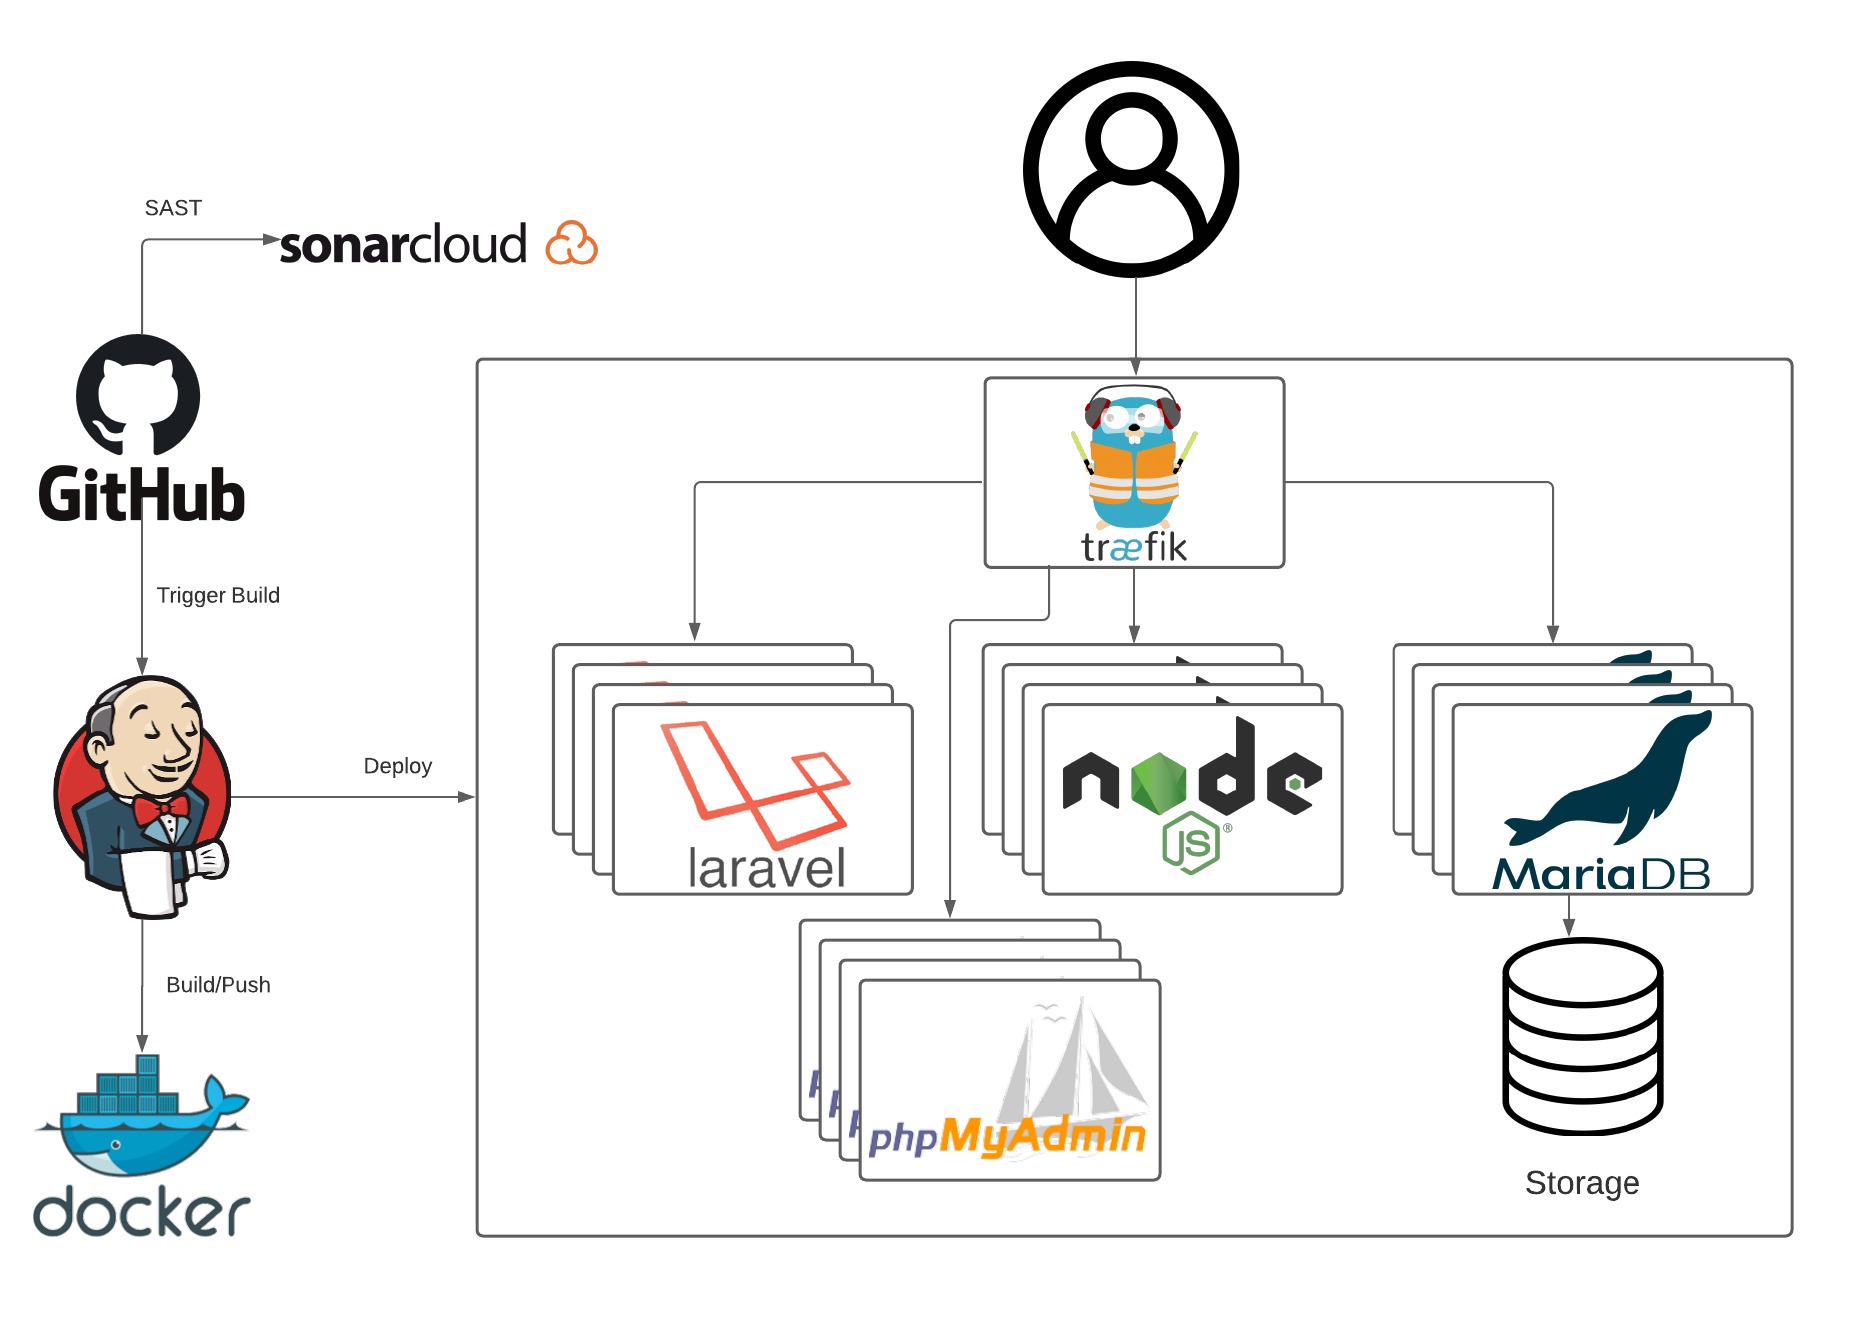 SAST
sonarcloud
GitHub
Trigger Build
Deploy
Build/Push
docker
træfik
laravel
node
JS®
MariaDB
phpMyAdmin
Storage